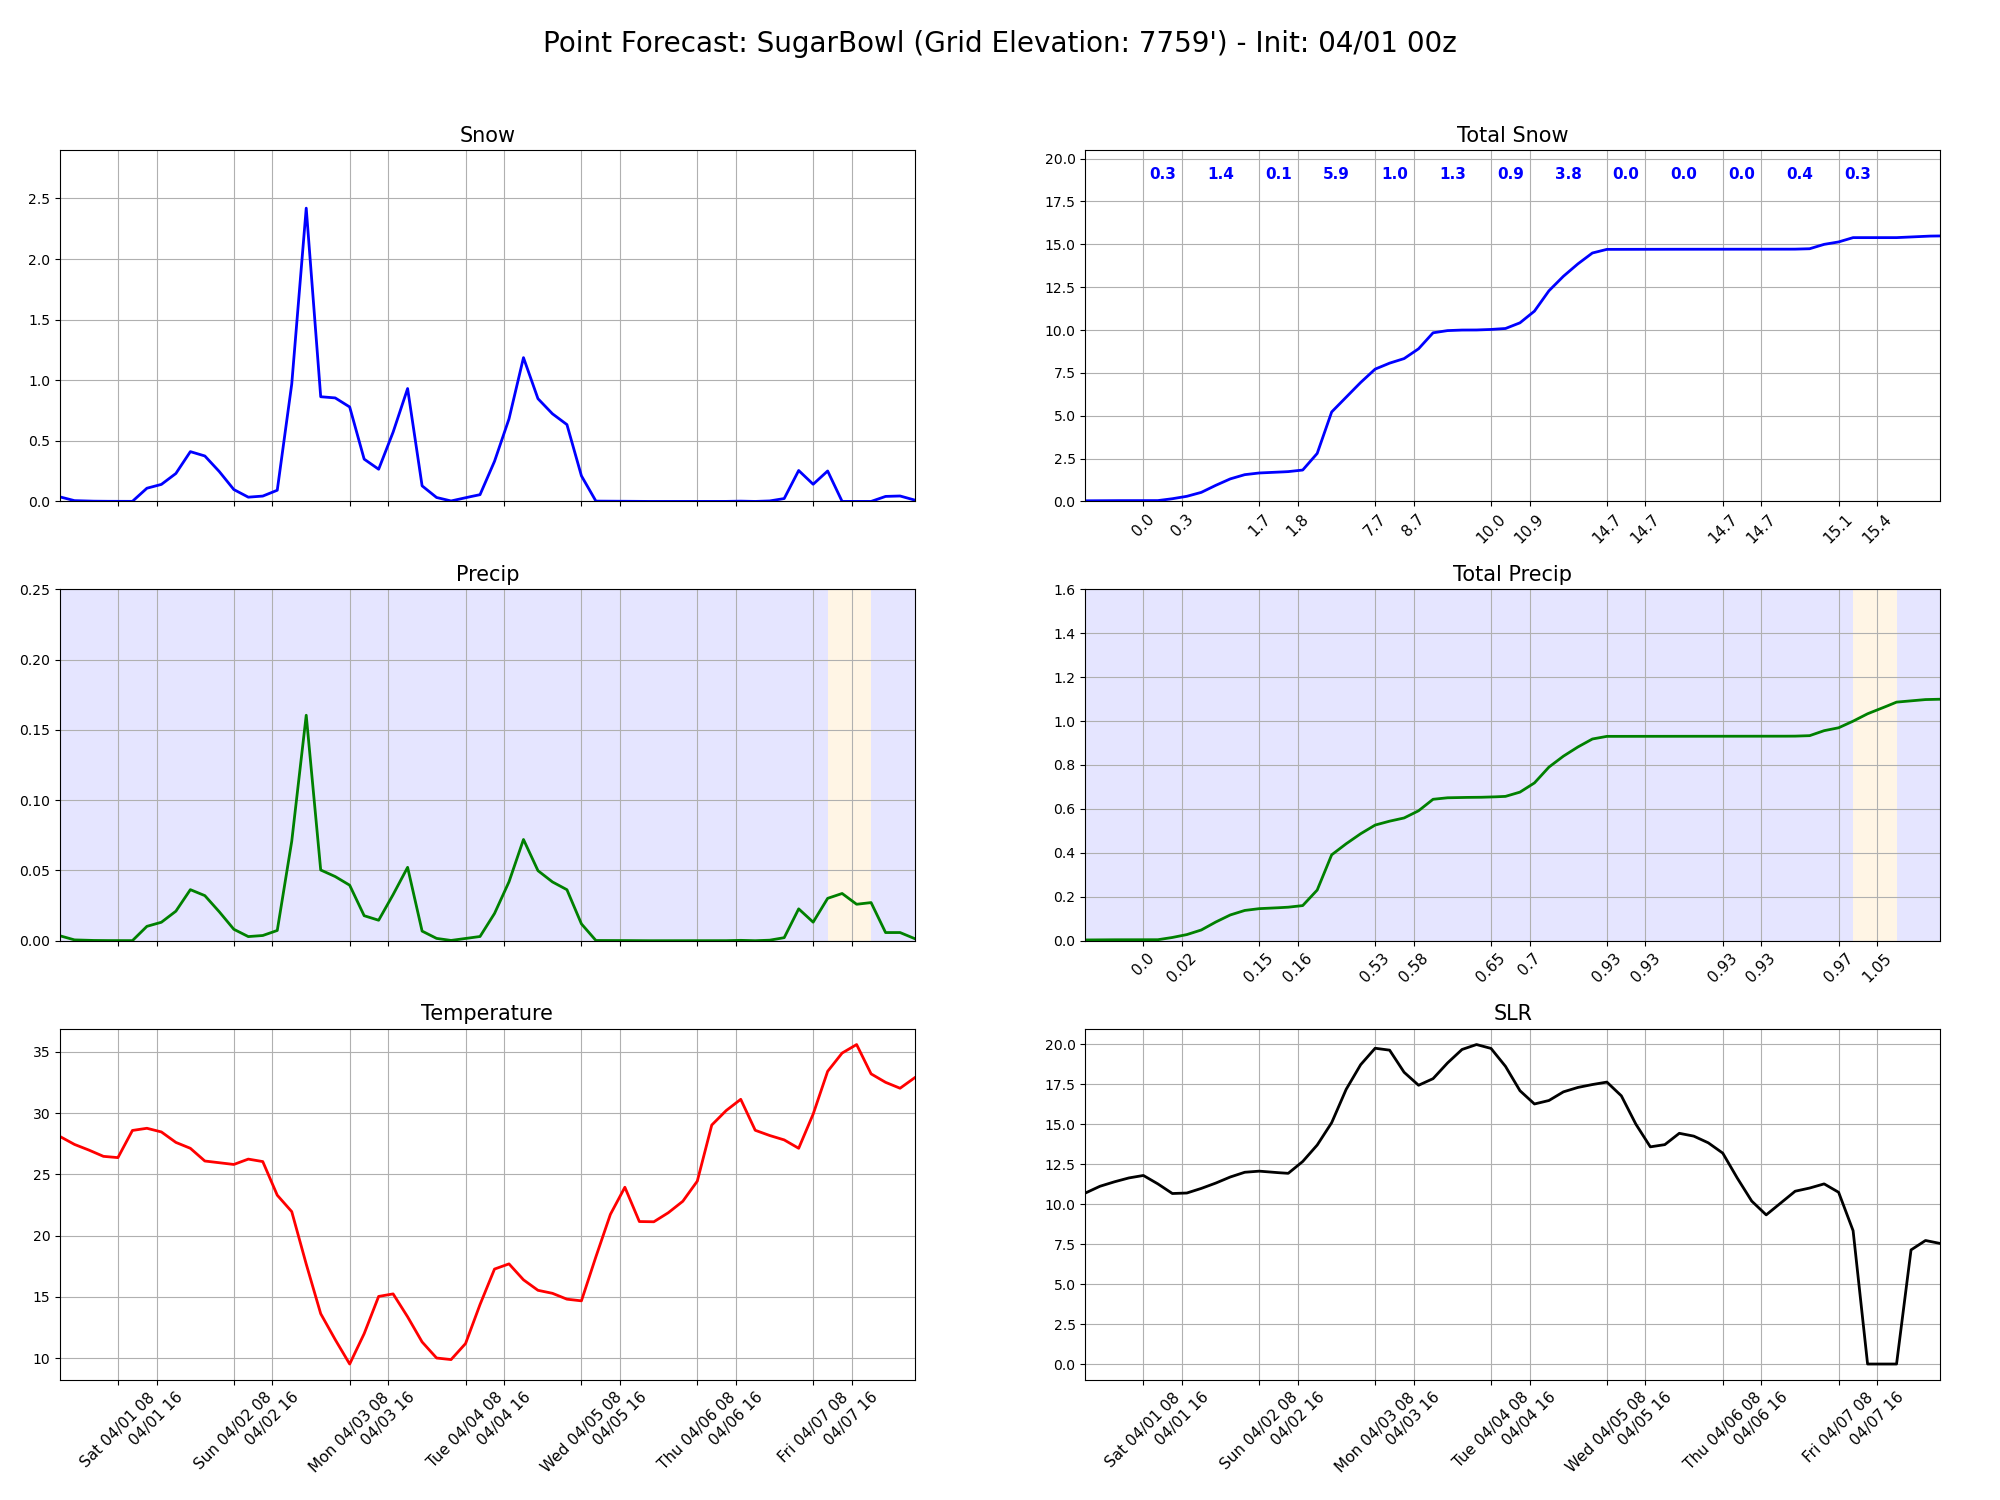 Point Forecast: SugarBowl (Grid Elevation: 7759') - Init: 04/01 00z
Snow
2.5
2.0
1.5
1.0
0.5
0.0
Total Snow
20.0
17.5
15.0
12.5
10.0
7.5
5.0
2.5
0.0
0.3 1.4 0.1 5.9 1.0 1.3 0.9 3.8 0.0 0.0 0.0 0.4 0.3
0.0 0.3 1.7 1.8 7.7 8.7 10.0 10.9 14.7 14.7 14.7 14.7 15.1 15.4
Precip
0.25
0.20
0.15
0.10
0.05
0.00
Total Precip
1.6
1.4
1.2
1.0
0.8
0.6
0.4
0.2
0.0
0.0 0.02 0.15 0.16 0.53 0.58 0.65 0.7 0.93 0.93 0.93 0.93 0.97 1.05
Temperature
35
30
25
20
15
10
Sat 04/01 08
04/01 16
Sun 04/02 08
04/02 16
Mon 04/03 08
04/03 16
Tue 04/04 08
04/04 16
Wed 04/05 08
04/05 16
Thu 04/06 08
04/06 16
Fri 04/07 08
04/07 16
SLR
20.0
17.5
15.0
12.5
10.0
7.5
5.0
2.5
0.0
Sat 04/01 08
04/01 16
Sun 04/02 08
04/02 16
Mon 04/03 08
04/03 16
Tue 04/04 08
04/04 16
Wed 04/05 08
04/05 16
Thu 04/06 08
04/06 16
Fri 04/07 08
04/07 16